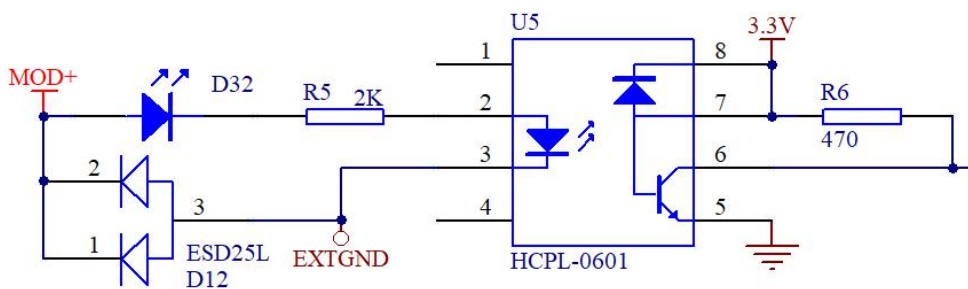 U5
3.3V
MOD+
D32
R5
2K
1
2
3
4
8
7
6
5
R6
470
2
1
3
ESD25L
D12
EXTGND
HCPL-0601